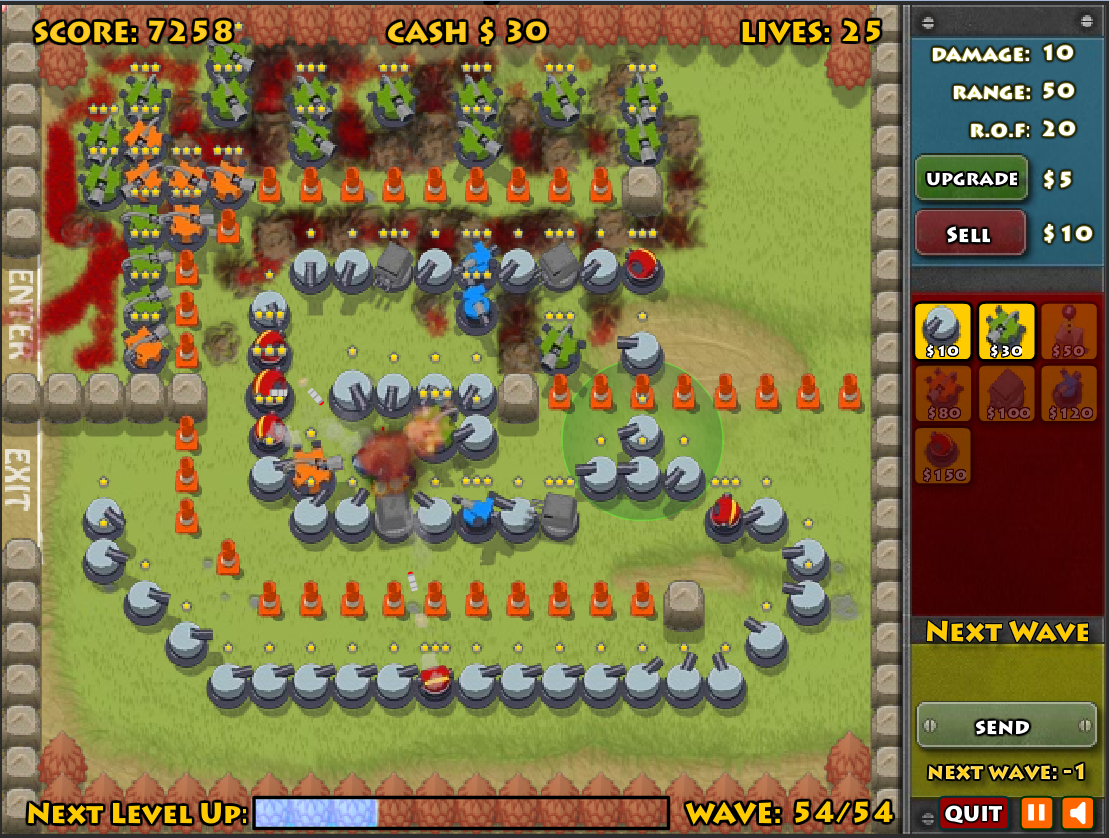 SCORE: 7258
CASH $ 30
LIVES: 25
DAMAGE: 10
RANGE: 50
R.O.F: 20
UPGRADE $5
SELL $10
ENTER
EXIT
$10 $30 $50
$80 $100 $120
$150
NEXT WAVE
SEND
NEXT WAVE: -1
NEXT LEVEL UP:
WAVE: 54/54
QUIT